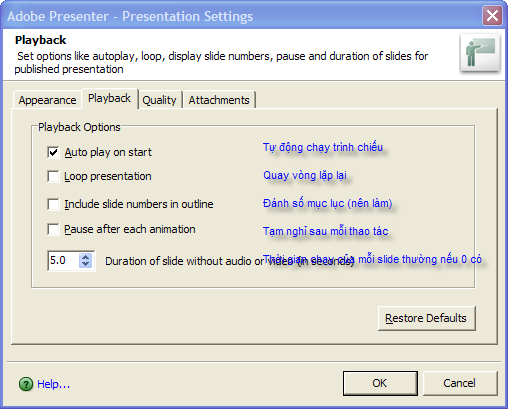 Adobe Presenter - Presentation Settings
Playback
Set options like autoplay, loop, display slide numbers, pause and duration of slides for
published presentation
Appearance Playback Quality Attachments
Playback Options
Auto play on start Tự động chạy trình chiếu
Loop presentation Quay vòng lặp lại
Include slide numbers in outline Đánh số mục lục (nên làm)
Pause after each animation Tạm nghỉ sau mỗi thao tác
5.0 Duration of slide without audio or video (in seconds) Thời gian chạy của mỗi slide thường nếu 0 có
Restore Defaults
Help... OK Cancel